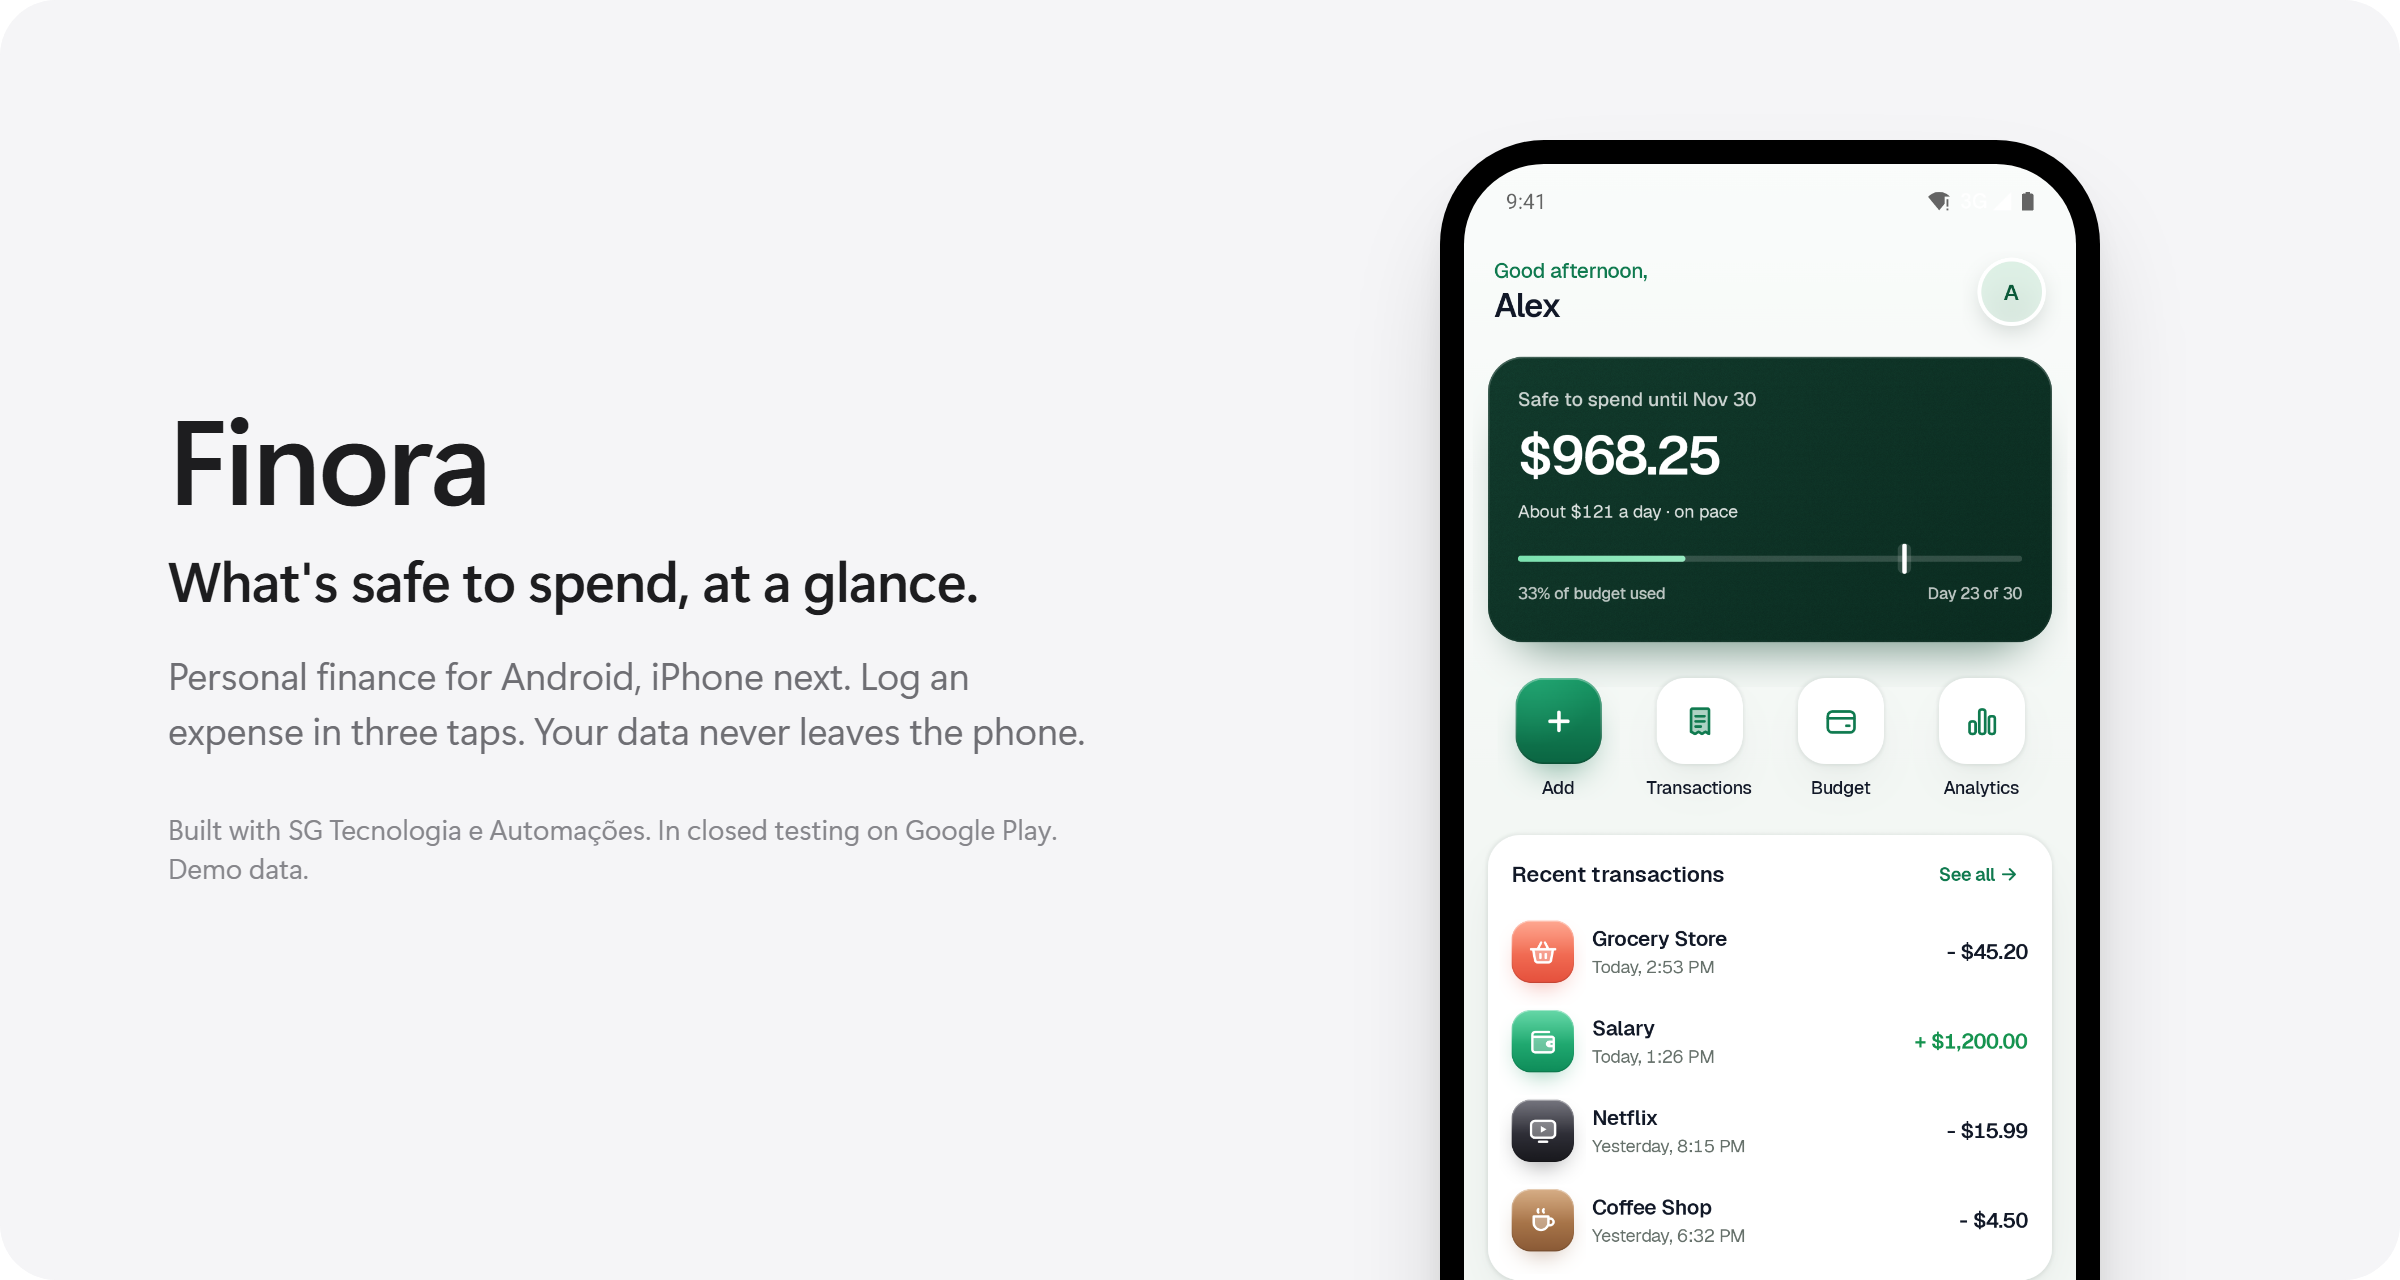 Finora
What's safe to spend, at a glance.
Personal finance for Android, iPhone next. Log an
expense in three taps. Your data never leaves the phone.
Built with SG Tecnologia e Automações. In closed testing on Google Play.
Demo data.
9:41
3G
Good afternoon,
Alex
A
Safe to spend until Nov 30
$968.25
About $121 a day · on pace
33% of budget used
Day 23 of 30
Add
Transactions
Budget
Analytics
Recent transactions
See all →
Grocery Store
- $45.20
Today, 2:53 PM
Salary
+ $1,200.00
Today, 1:26 PM
Netflix
- $15.99
Yesterday, 8:15 PM
Coffee Shop
- $4.50
Yesterday, 6:32 PM